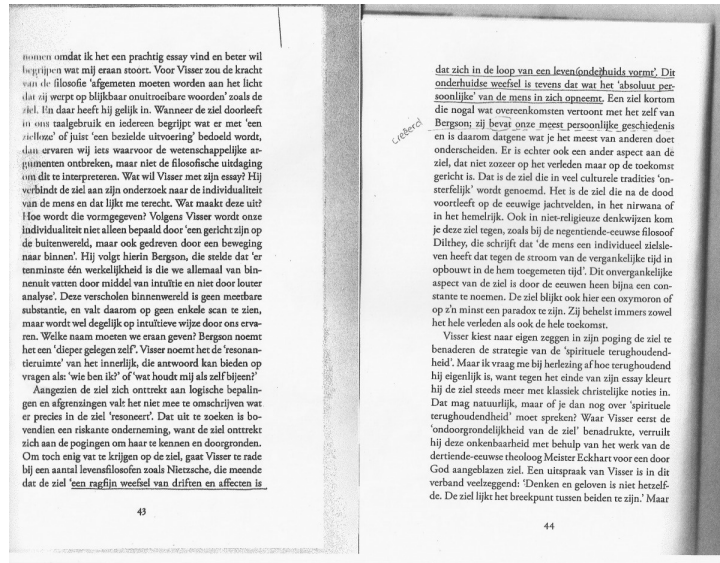 nomen omdat ik het een prachtig essay vind en beter wil
begrijpen wat mij eraan stoort. Voor Visser zou de kracht
van de filosofie ‘afgemeten moeten worden aan het licht
dat zij werpt op blijkbaar onuitroeibare woorden’ zoals de
ziel. En daar heeft hij gelijk in. Wanneer de ziel doorleeft
in ons taalgebruik en iedereen begrijpt wat er met ‘een
zielloze’ of juist ‘een bezielde uitvoering’ bedoeld wordt,
dan ervaren wij iets waarvoor de wetenschappelijke ar-
gumenten ontbreken, maar niet de filosofische uitdaging
om dit te interpreteren. Wat wil Visser met zijn essay? Hij
verbindt de ziel aan zijn onderzoek naar de individualiteit
van de mens en dat lijkt me terecht. Wat maakt deze uit?
Hoe wordt die vormgegeven? Volgens Visser wordt onze
individualiteit niet alleen bepaald door ‘een gericht zijn op
de buitenwereld, maar ook gedreven door een beweging
naar binnen’. Hij volgt hierin Bergson, die stelde dat ‘er
tenminste één werkelijkheid is die we allemaal van bin-
nenuit vatten door middel van intuïtie en niet door louter
analyse’. Deze verscholen binnenwereld is geen meetbare
substantie, en valt daarom op geen enkele scan te zien,
maar wordt wel degelijk op intuïtieve wijze door ons erva-
ren. Welke naam moeten we eraan geven? Bergson noemt
het een ‘dieper gelegen zelf’. Visser noemt het de ‘resonan-
tieruimte’ van het innerlijk, die antwoord kan bieden op
vragen als: ‘wie ben ik?’ of ‘wat houdt mij als zelf bijeen?’
Aangezien de ziel zich onttrekt aan logische bepalin-
gen en afgrenzingen valt het niet mee te omschrijven wat
er precies in de ziel ‘resoneert’. Dat uit te zoeken is bo-
vendien een riskante onderneming, want de ziel onttrekt
zich aan de pogingen om haar te kennen en doorgronden.
Om toch enig vat te krijgen op de ziel, gaat Visser te rade
bij een aantal levensfilosofen zoals Nietzsche, die meende
dat de ziel ‘een ragfijn weefsel van driften en affecten is
43
dat zich in de loop van een leven onderhuids vormt’. Dit
onderhuidse weefsel is tevens dat wat het ‘absoluut per-
soonlijke’ van de mens in zich opneemt. Een ziel kortom
die nogal wat overeenkomsten vertoont met het zelf van
Bergson; zij bevat onze meest persoonlijke geschiedenis
creëerd
en is daarom datgene wat je het meest van anderen doet
onderscheiden. Er is echter ook een ander aspect aan de
ziel, dat niet zozeer op het verleden maar op de toekomst
gericht is. Dat is de ziel die in veel culturele tradities ‘on-
sterfelijk’ wordt genoemd. Het is de ziel die na de dood
voortleeft op de eeuwige jachtvelden, in het nirwana of
in het hemelrijk. Ook in niet-religieuze denkwijzen kom
je deze ziel tegen, zoals bij de negentiende-eeuwse filosoof
Dilthey, die schrijft dat ‘de mens een individueel zielsle-
ven heeft dat tegen de stroom van de vergankelijke tijd in
opbouwt in de hem toegemeten tijd’. Dit onvergankelijke
aspect van de ziel is door de eeuwen heen bijna een con-
stante te noemen. De ziel blijkt ook hier een oxymoron of
op z’n minst een paradox te zijn. Zij behelst immers zowel
het hele verleden als ook de hele toekomst.
Visser kiest naar eigen zeggen in zijn poging de ziel te
benaderen de strategie van de ‘spirituele terughoudend-
heid’. Maar ik vraag me bij herlezing af hoe terughoudend
hij eigenlijk is, want tegen het einde van zijn essay kleurt
hij de ziel steeds meer met klassiek christelijke noties in.
Dat mag natuurlijk, maar of je dan nog over ‘spirituele
terughoudendheid’ moet spreken? Waar Visser eerst de
‘ondoorgrondelijkheid van de ziel’ benadrukte, verruilt
hij deze onkenbaarheid met behulp van het werk van de
dertiende-eeuwse theoloog Meister Eckhart voor een door
God aangeblazen ziel. Een uitspraak van Visser is in dit
verband veelzeggend: ‘Denken en geloven is niet hetzelf-
de. De ziel lijkt het breekpunt tussen beiden te zijn.’ Maar
44